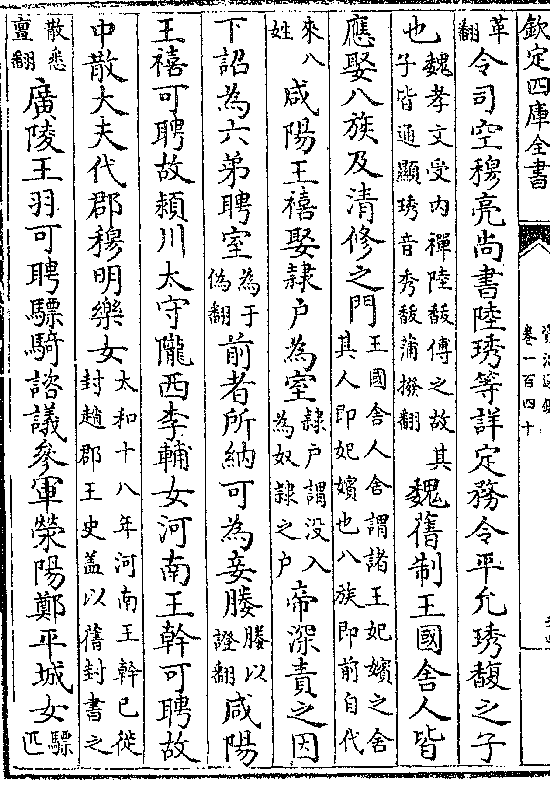 欽定四庫全書
資治通鑑
卷一百四十
革翻令司空穆亮尚書陸琇等詳定務令平允琇馥之子
也魏孝文受内禪陸馥傅之故其子皆通顯琇音秀馥蒲撥翻魏舊制王國舍人皆
應娶八族及清修之門王國舍人舍謂諸王妃嬪之舍其人即妃嬪也八族即前自代
來八姓咸陽王禧娶隸户為室隸户謂没入為奴隸之户帝深責之因
下詔為六弟聘室為于偽翻前者所納可為妾媵媵以證翻咸陽
王禧可聘故潁川太守隴西李輔女河南王幹可聘故
中散大夫代郡穆明樂女太和十八年河南王幹已徙封趙郡王史盖以舊封書之
散悉亶翻廣陵王羽可聘驃騎諮議參軍滎陽鄭平城女驃匹